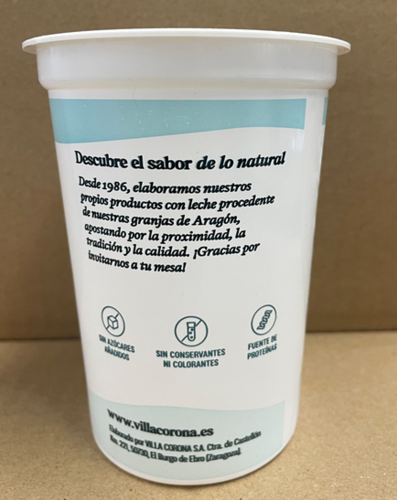 Descubre el sabor de lo natural
Desde 1986, elaboramos nuestros
propios productos con leche procedente
de nuestras granjas de Aragón,
apostando por la proximidad, la
tradición y la calidad. ¡Gracias por
invitarnos a tu mesa!
SIN AZÚCARES
AÑADIDOS
SIN CONSERVANTES
NI COLORANTES
FUENTE DE
PROTEÍNAS
www.villacorona.es
Elaborado por VILLA CORONA S.A. Ctra. de Castellón
Km. 221, 50730, El Burgo de Ebro (Zaragoza).